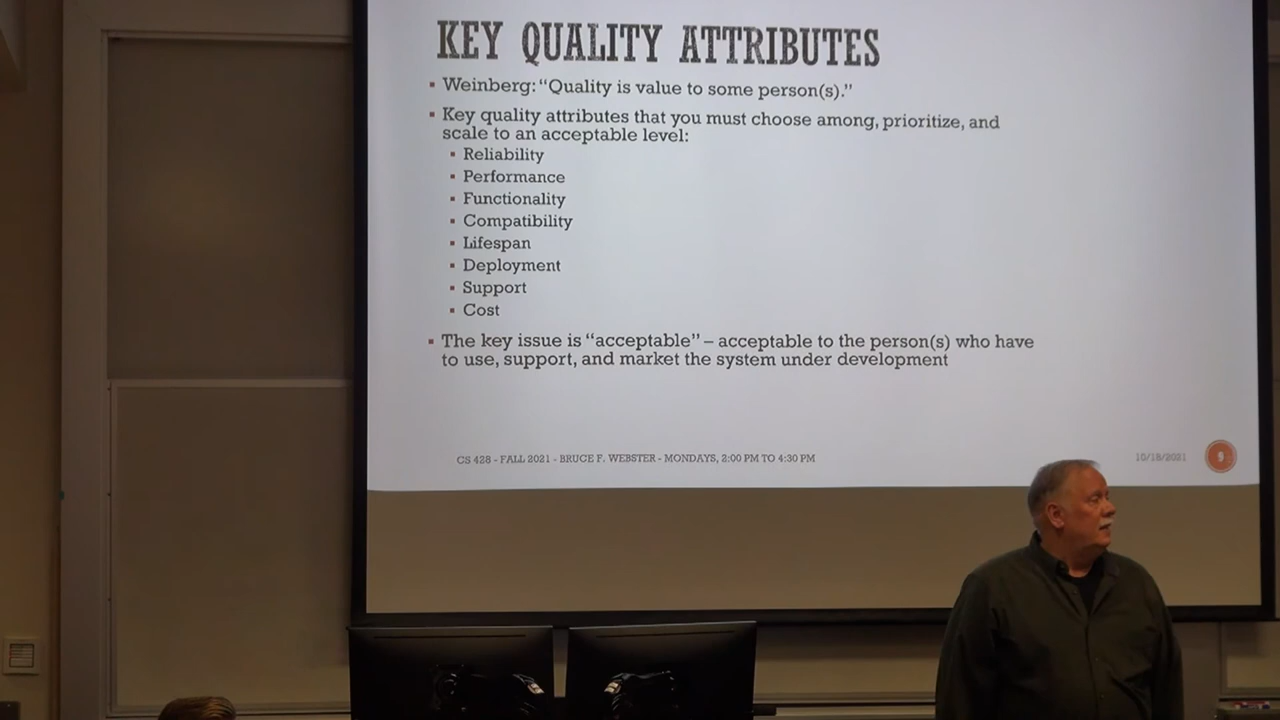 KEY QUALITY ATTRIBUTES
▪ Weinberg: “Quality is value to some person(s).”
▪ Key quality attributes that you must choose among, prioritize, and
scale to an acceptable level:
▪ Reliability
▪ Performance
▪ Functionality
▪ Compatibility
▪ Lifespan
▪ Deployment
▪ Support
▪ Cost
▪ The key issue is “acceptable” – acceptable to the person(s) who have
to use, support, and market the system under development
CS 428 - FALL 2021 - BRUCE F. WEBSTER - MONDAYS, 2:00 PM TO 4:30 PM
10/18/2021
9